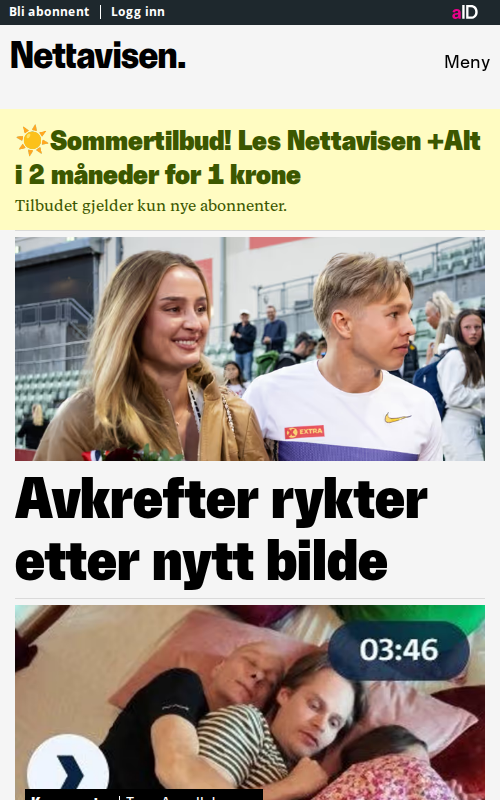 Bli abonnent | Logg inn
aID
Nettavisen.
Meny
☀️Sommertilbud! Les Nettavisen +Alt
i 2 måneder for 1 krone
Tilbudet gjelder kun nye abonnenter.
EXTRA
Avkrefter rykter
etter nytt bilde
03:46